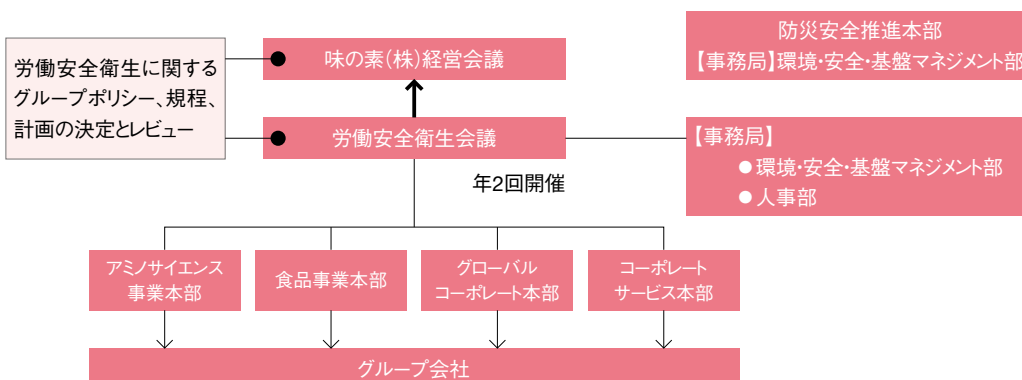 労働安全衛生に関する
グループポリシー、規程、
計画の決定とレビュー
味の素(株)経営会議
防災安全推進本部
【事務局】環境・安全・基盤マネジメント部
労働安全衛生会議
【事務局】
●環境・安全・基盤マネジメント部
●人事部
年2回開催
アミノサイエンス
事業本部
食品事業本部
グローバル
コーポレート本部
コーポレート
サービス本部
グループ会社